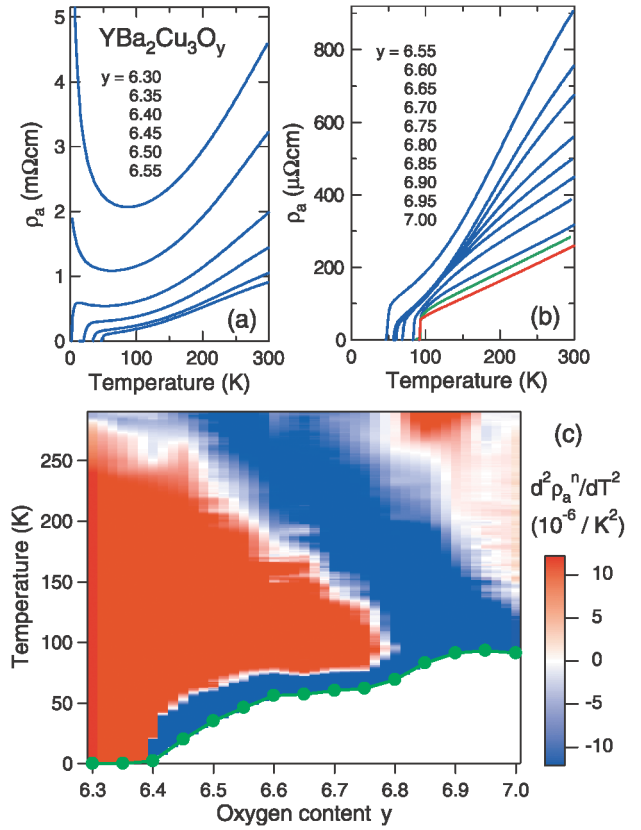 YBa2Cu3Oy
y = 6.30
6.35
6.40
6.45
6.50
6.55
ρa (mΩcm)
5
4
3
2
1
0
0 100 200 300
Temperature (K)
(a)
y = 6.55
6.60
6.65
6.70
6.75
6.80
6.85
6.90
6.95
7.00
ρa (μΩcm)
800
600
400
200
0
0 100 200 300
Temperature (K)
(b)
(c)
d²ρaⁿ/dT²
(10⁻⁶ / K²)
10
5
0
-5
-10
Temperature (K)
250
200
150
100
50
0
6.3 6.4 6.5 6.6 6.7 6.8 6.9 7.0
Oxygen content y